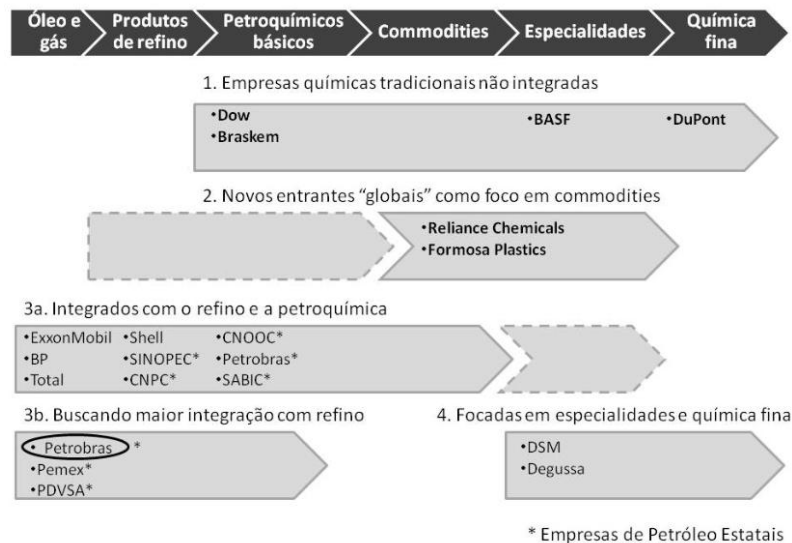 Óleo e gás
Produtos de refino
Petroquímicos básicos
Commodities
Especialidades
Química fina
1. Empresas químicas tradicionais não integradas
•Dow
•Braskem
•BASF
•DuPont
2. Novos entrantes “globais” como foco em commodities
•Reliance Chemicals
•Formosa Plastics
3a. Integrados com o refino e a petroquímica
•ExxonMobil •Shell •CNOOC*
•BP •SINOPEC* •Petrobras*
•Total •CNPC* •SABIC*
3b. Buscando maior integração com refino
• Petrobras *
•Pemex*
•PDVSA*
4. Focadas em especialidades e química fina
•DSM
•Degussa
* Empresas de Petróleo Estatais